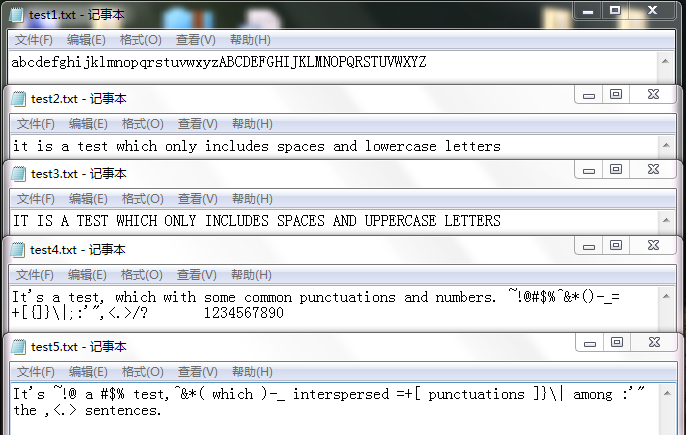 test1.txt - 记事本
文件(F) 编辑(E) 格式(O) 查看(V) 帮助(H)
abcdefghijklmnopqrstuvwxyzABCDEFGHIJKLMNOPQRSTUVWXYZ
test2.txt - 记事本
文件(F) 编辑(E) 格式(O) 查看(V) 帮助(H)
it is a test which only includes spaces and lowercase letters
test3.txt - 记事本
文件(F) 编辑(E) 格式(O) 查看(V) 帮助(H)
IT IS A TEST WHICH ONLY INCLUDES SPACES AND UPPERCASE LETTERS
test4.txt - 记事本
文件(F) 编辑(E) 格式(O) 查看(V) 帮助(H)
It's a test, which with some common punctuations and numbers. ~!@#$%^&*()-_=
+[{]}\|;:'",<.>/?       1234567890
test5.txt - 记事本
文件(F) 编辑(E) 格式(O) 查看(V) 帮助(H)
It's ~!@ a #$% test,^&*( which )-_ interspersed =+[ punctuations ]}\| among :'"
the ,<.> sentences.